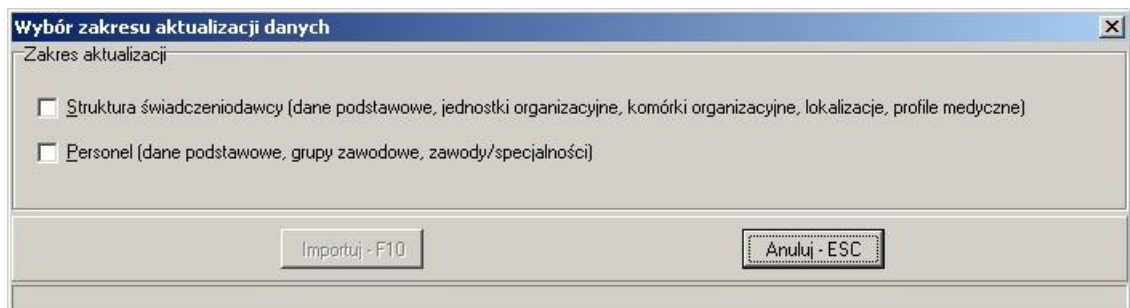 Wybór zakresu aktualizacji danych
Zakres aktualizacji
Struktura świadczeniodawcy (dane podstawowe, jednostki organizacyjne, komórki organizacyjne, lokalizacje, profile medyczne)
Personel (dane podstawowe, grupy zawodowe, zawody/specjalności)
Importuj - F10 Anuluj - ESC